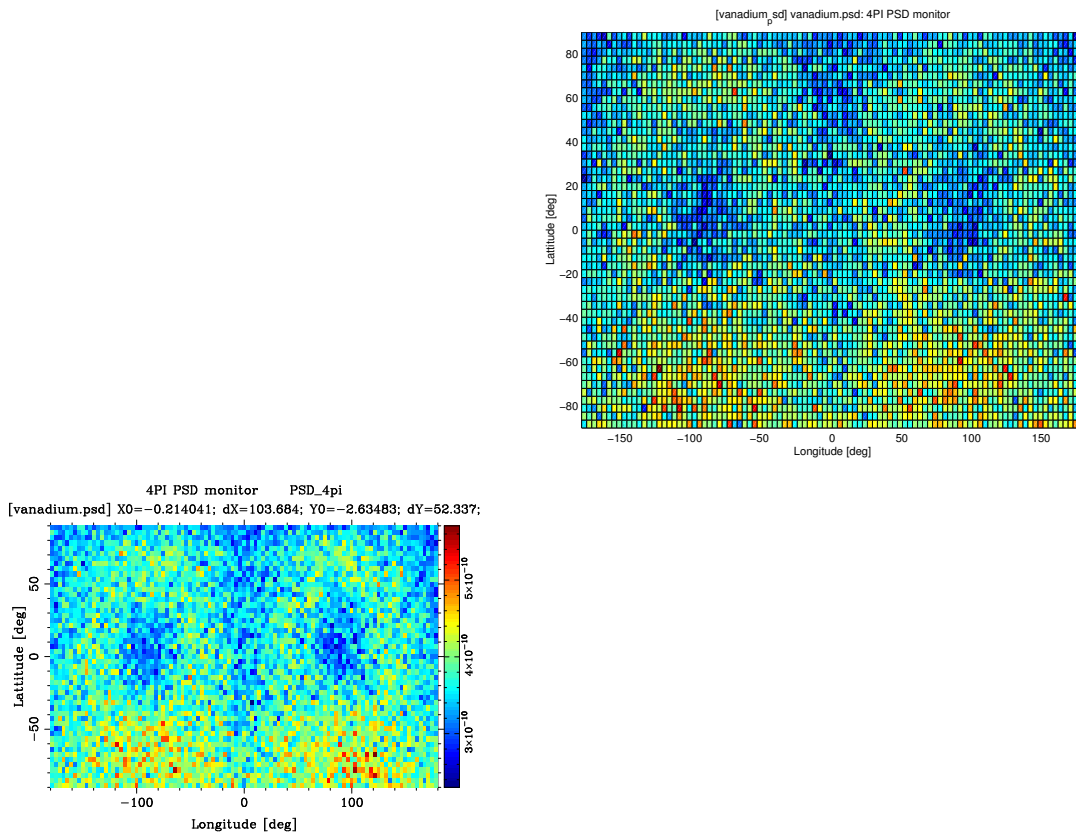 [vanadium_psd] vanadium.psd: 4PI PSD monitor
80
60
40
20
0
−20
−40
−60
−80
Lattitude [deg]
−150 −100 −50 0 50 100 150
Longitude [deg]
4PI PSD monitor PSD_4pi
[vanadium.psd] X0=−0.214041; dX=103.684; Y0=−2.63483; dY=52.337;
50
0
−50
Lattitude [deg]
5×10⁻¹⁰
4×10⁻¹⁰
3×10⁻¹⁰
−100 0 100
Longitude [deg]